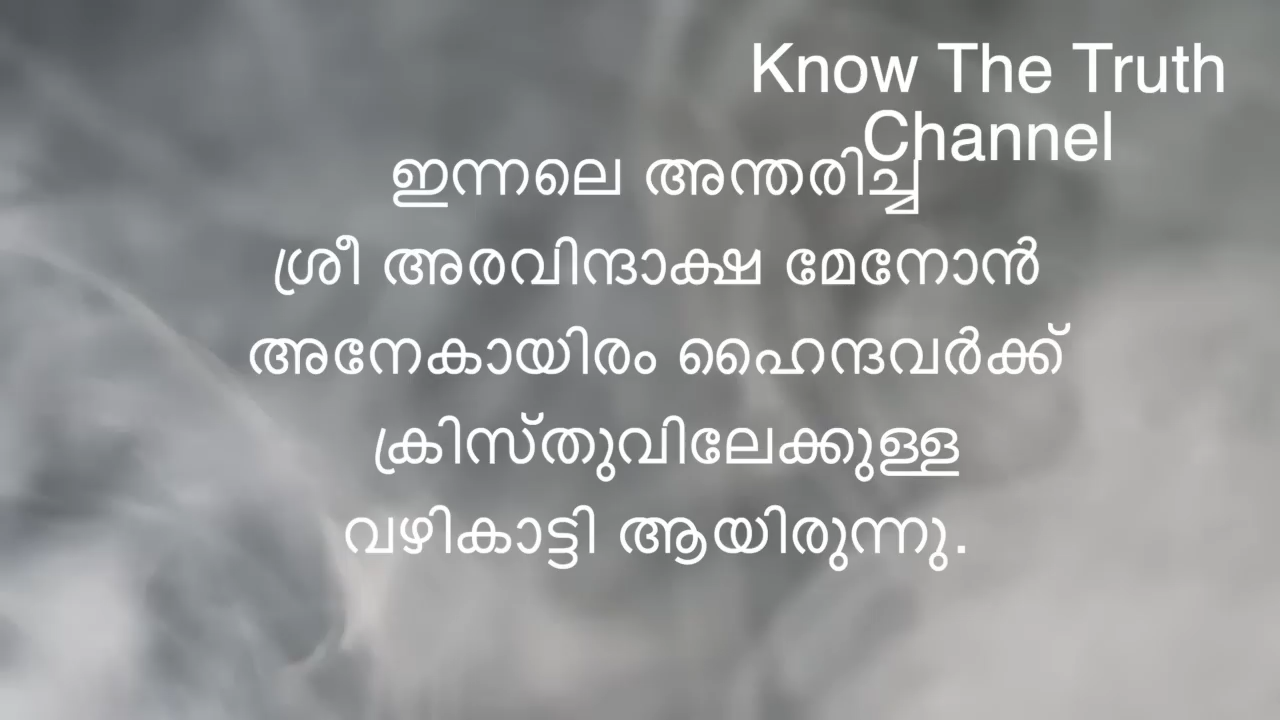 Know The Truth
Channel
ഇന്നലെ അന്തരിച്ച
ശ്രീ അരവിന്ദാക്ഷ മേനോൻ
അനേകായിരം ഹൈന്ദവർക്ക്
ക്രിസ്തുവിലേക്കുള്ള
വഴികാട്ടി ആയിരുന്നു.